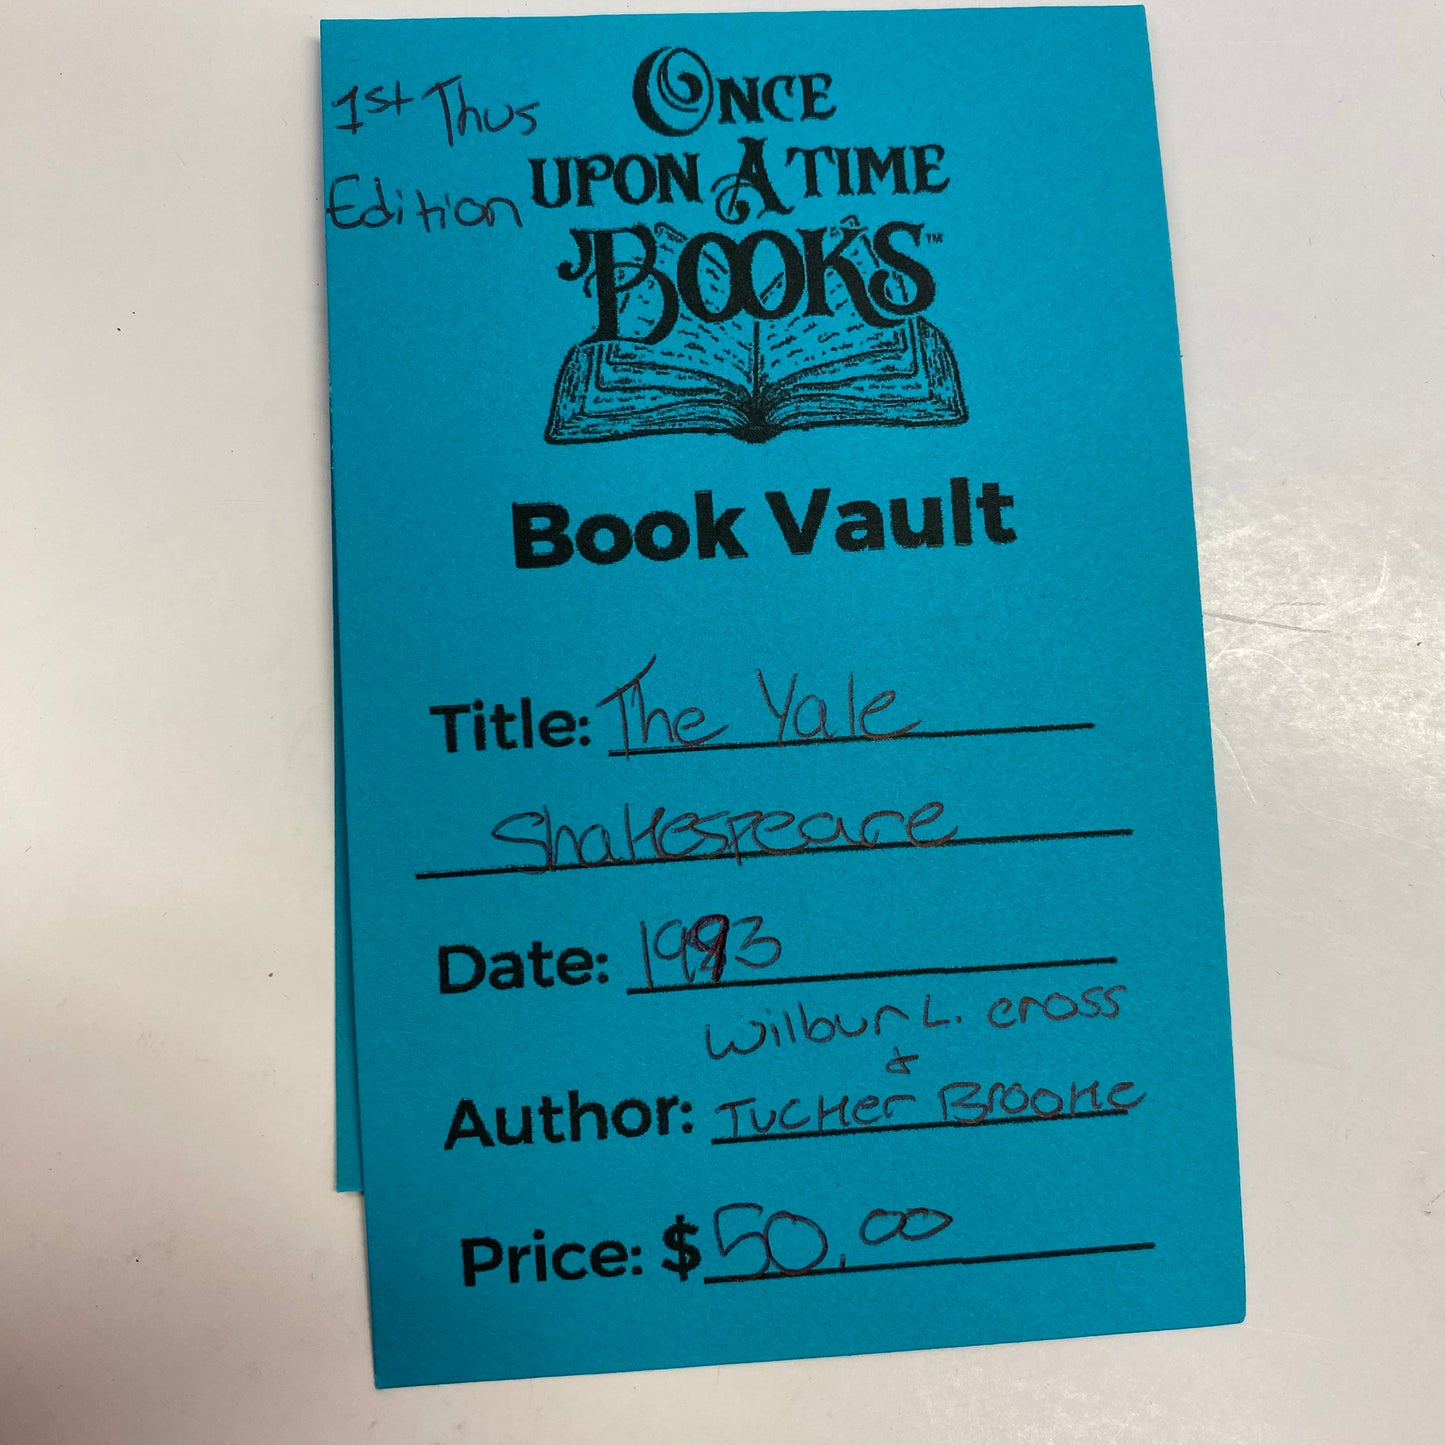 1st Thus
Edition
ONCE
UPON A TIME
BOOKS™
Book Vault
Title: The Yale
Shakespeare
Date: 1993
Wilbur L. Cross
&
Author: Tucker Brooke
Price: $50.00